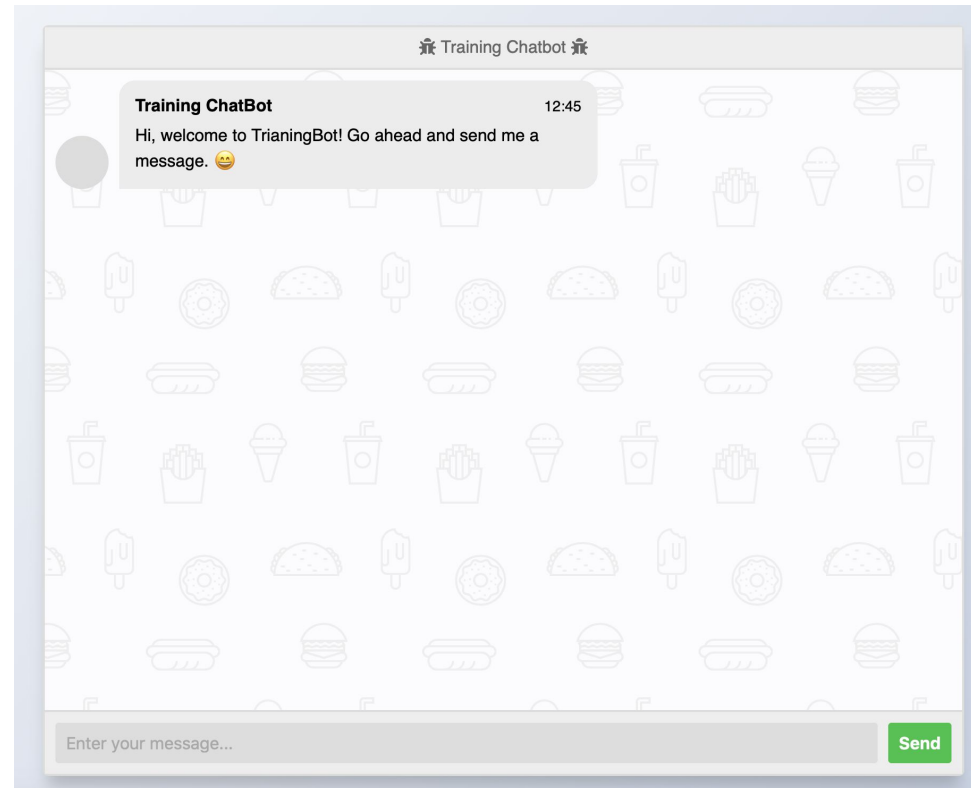 Training Chatbot
Training ChatBot 12:45
Hi, welcome to TrianingBot! Go ahead and send me a
message. 😄
Enter your message...
Send